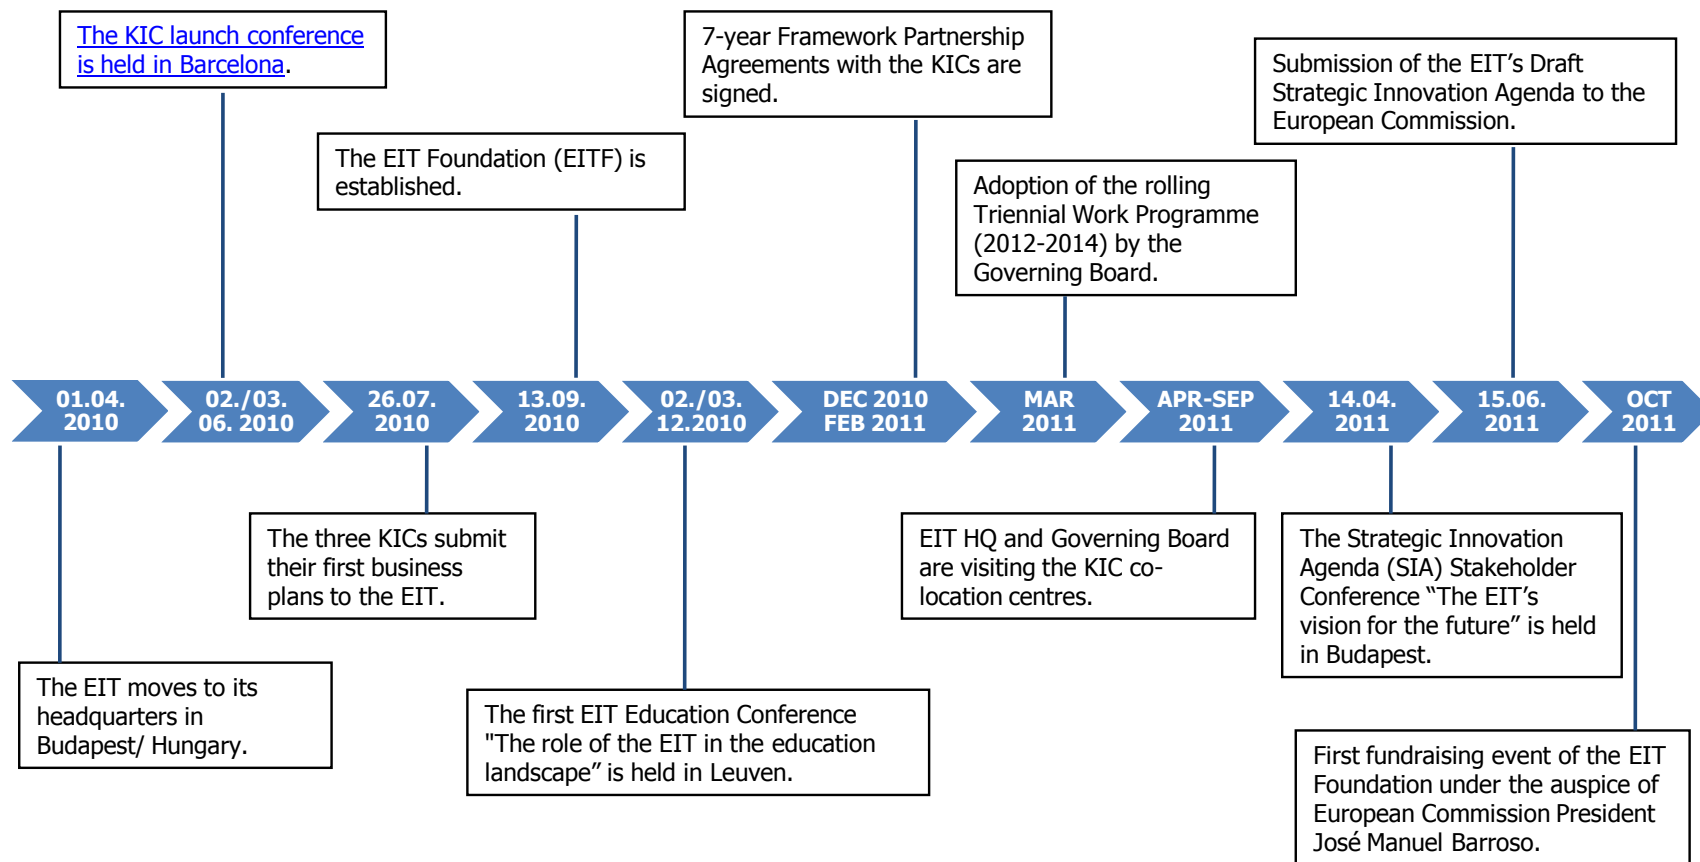 The KIC launch conference
is held in Barcelona.
7-year Framework Partnership
Agreements with the KICs are
signed.
Submission of the EIT’s Draft
Strategic Innovation Agenda to the
European Commission.
The EIT Foundation (EITF) is
established.
Adoption of the rolling
Triennial Work Programme
(2012-2014) by the
Governing Board.
01.04.
2010
02./03.
06. 2010
26.07.
2010
13.09.
2010
02./03.
12.2010
DEC 2010
FEB 2011
MAR
2011
APR-SEP
2011
14.04.
2011
15.06.
2011
OCT
2011
The three KICs submit
their first business
plans to the EIT.
EIT HQ and Governing Board
are visiting the KIC co-
location centres.
The Strategic Innovation
Agenda (SIA) Stakeholder
Conference “The EIT’s
vision for the future” is held
in Budapest.
The EIT moves to its
headquarters in
Budapest/ Hungary.
The first EIT Education Conference
"The role of the EIT in the education
landscape” is held in Leuven.
First fundraising event of the EIT
Foundation under the auspice of
European Commission President
José Manuel Barroso.